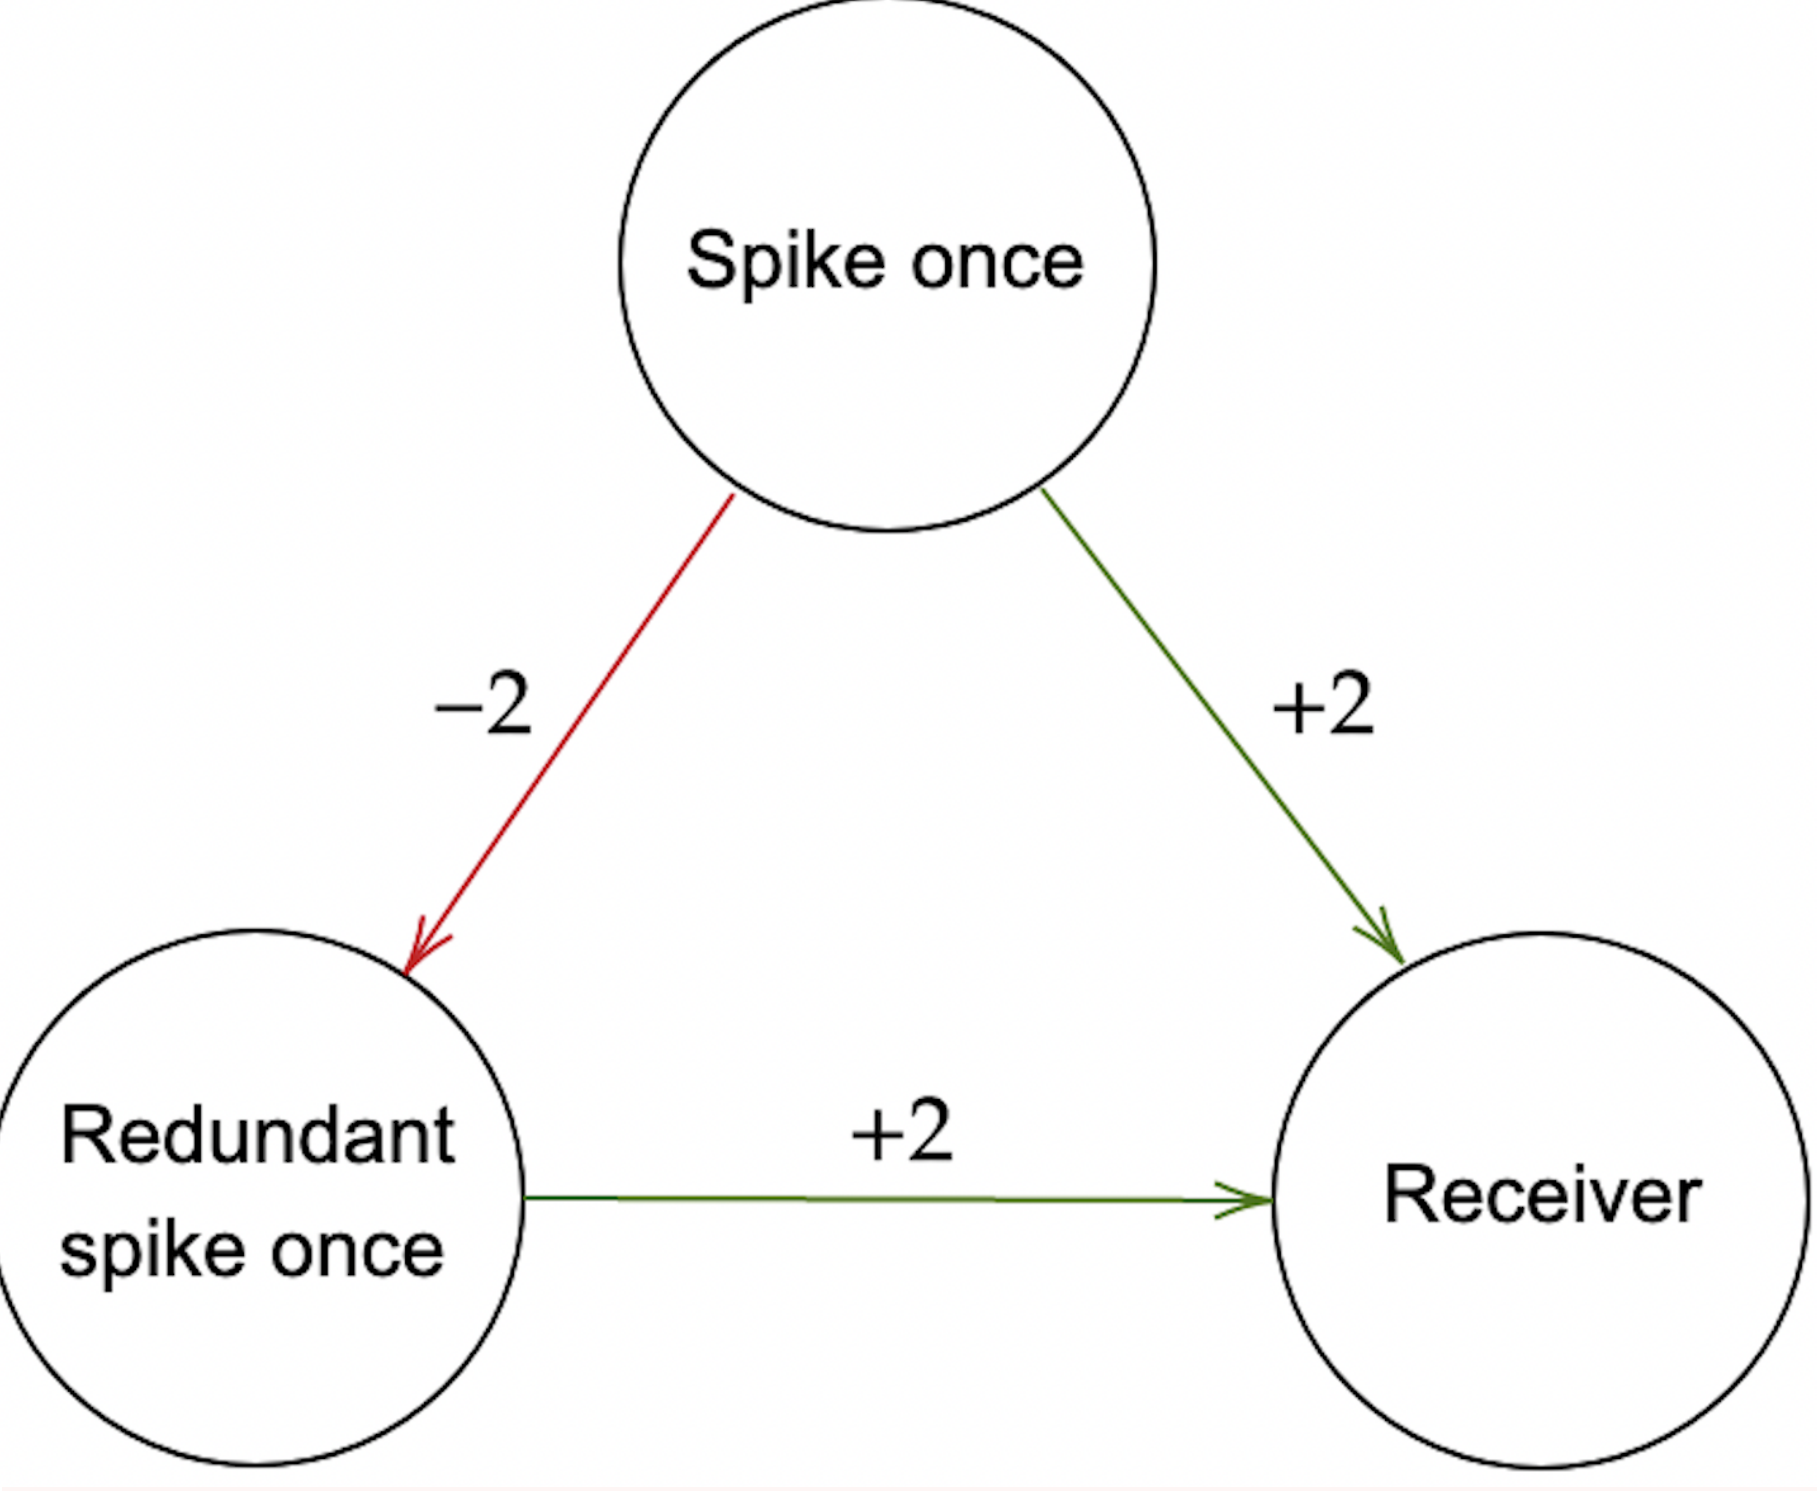 Spike once
−2
+2
Redundant
spike once
+2
Receiver